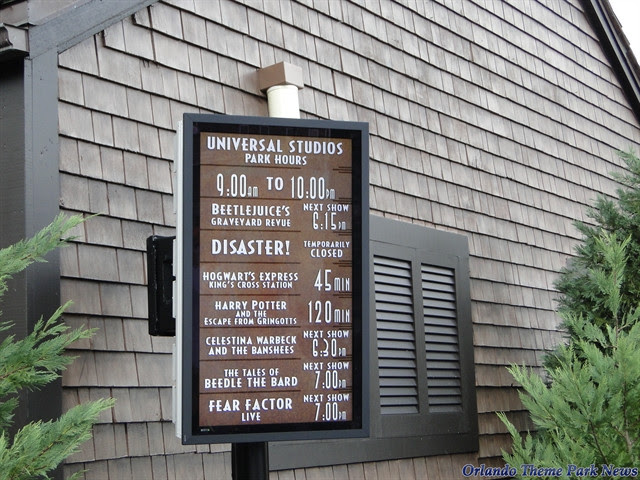 UNIVERSAL STUDIOS
PARK HOURS
9:00am TO 10:00pm
BEETLEJUICE'S GRAVEYARD REVUE
NEXT SHOW 6:15pm
DISASTER!
TEMPORARILY CLOSED
HOGWART'S EXPRESS
KING'S CROSS STATION
45 MIN
HARRY POTTER
AND THE
ESCAPE FROM GRINGOTTS
120 MIN
CELESTINA WARBECK
AND THE BANSHEES
NEXT SHOW
6:30pm
THE TALES OF
BEEDLE THE BARD
NEXT SHOW
7:00pm
FEAR FACTOR
LIVE
NEXT SHOW
7:00pm
Orlando Theme Park News